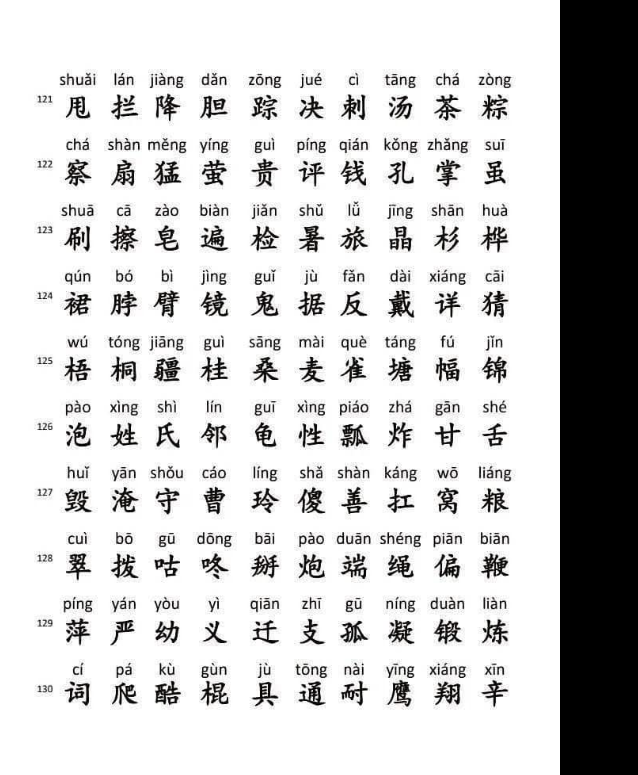 shuǎi lán jiàng dǎn zōng jué cì tāng chá zòng
121 甩 拦 降 胆 踪 决 刺 汤 茶 粽
chá shàn měng yíng guì píng qián kǒng zhǎng suī
122 察 扇 猛 萤 贵 评 钱 孔 掌 虽
shuā cā zào biàn jiǎn shǔ lǚ jīng shān huà
123 刷 擦 皂 遍 检 暑 旅 晶 杉 桦
qún bó bì jìng guǐ jù fǎn dài xiáng cāi
124 裙 脖 臂 镜 鬼 据 反 戴 详 猜
wú tóng jiāng guì sāng mài què táng fú jǐn
125 梧 桐 疆 桂 桑 麦 雀 塘 幅 锦
pào xìng shì lín guī xìng piáo zhá gān shé
126 泡 姓 氏 邻 龟 性 瓢 炸 甘 舌
huǐ yān shǒu cáo líng shǎ shàn káng wō liáng
127 毁 淹 守 曹 玲 傻 善 扛 窝 粮
cuì bō gū dōng bāi pào duān shéng piān biān
128 翠 拨 咕 咚 掰 炮 端 绳 偏 鞭
píng yán yòu yì qiān zhī gū níng duàn liàn
129 萍 严 幼 义 迁 支 孤 凝 锻 炼
cí pá kù gùn jù tōng nài yīng xiáng xīn
130 词 爬 酷 棍 具 通 耐 鹰 翔 辛